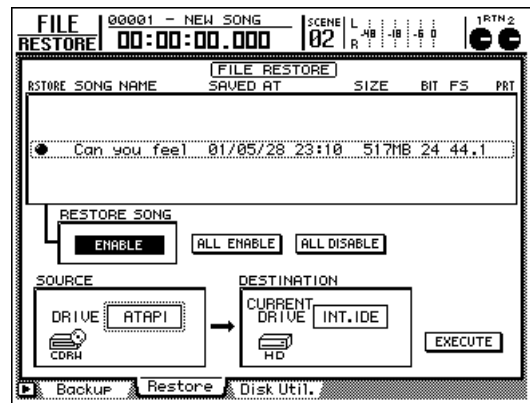 FILE RESTORE
00001 - NEW SONG
00:00:00.000
SCENE 02
L R -48 -18 -6 0
1 RTN 2
FILE RESTORE
RSTORE SONG NAME SAVED AT SIZE BIT FS PRT
Can you feel 01/05/28 23:10 517MB 24 44.1
RESTORE SONG
ENABLE ALL ENABLE ALL DISABLE
SOURCE
DRIVE ATAPI
CDRW
DESTINATION
CURRENT
DRIVE INT.IDE
HD
EXECUTE
Backup Restore Disk Util.